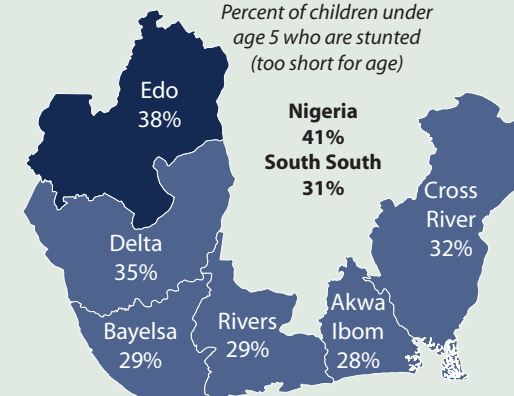 Percent of children under
age 5 who are stunted
(too short for age)
Nigeria
41%
South South
31%
Edo
38%
Delta
35%
Bayelsa
29%
Rivers
29%
Akwa
Ibom
28%
Cross
River
32%